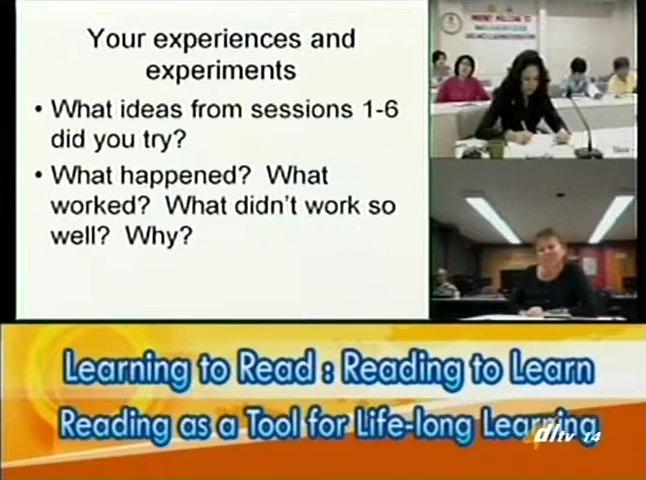 Your experiences and
experiments
• What ideas from sessions 1-6
did you try?
• What happened? What
worked? What didn't work so
well? Why?
Learning to Read : Reading to Learn
Reading as a Tool for Life-long Learning
dltv 14